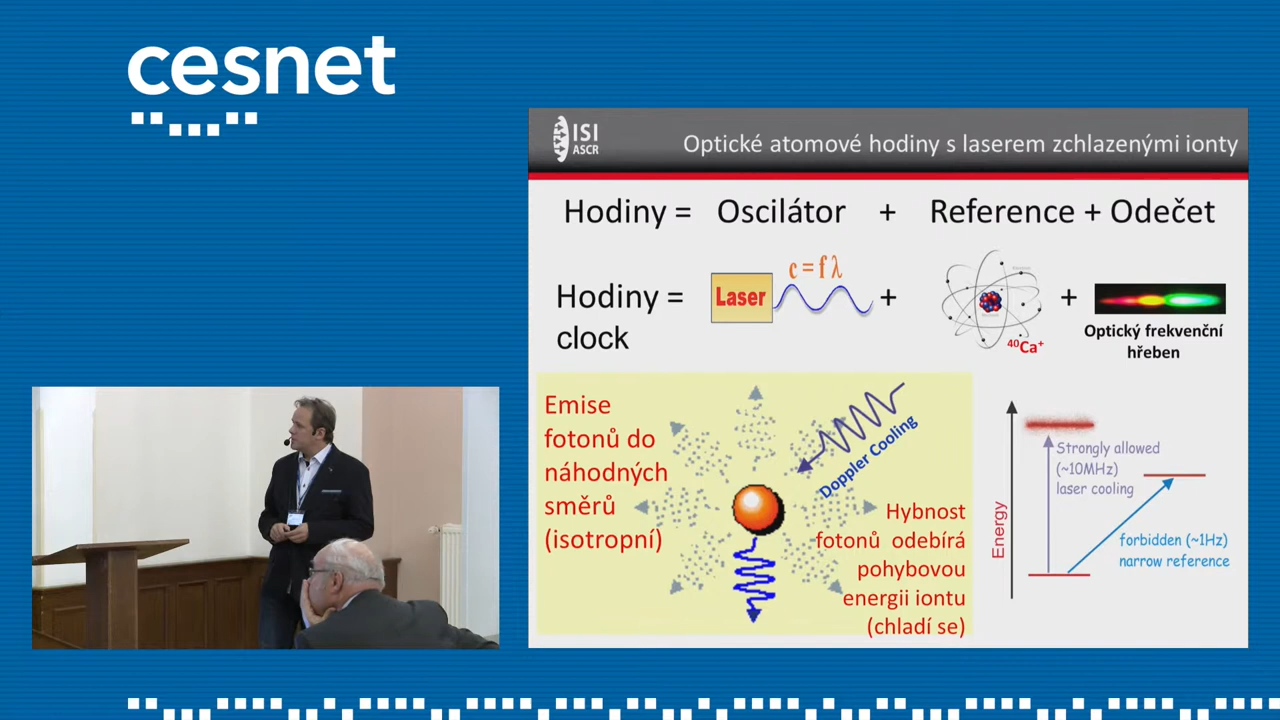 cesnet
ISI
ASCR
Optické atomové hodiny s laserem zchlazenými ionty
Hodiny = Oscilátor + Reference + Odečet
c = f λ
Hodiny = Laser + +
clock
40Ca+
Optický frekvenční
hřeben
Emise
fotonů do
náhodných
směrů
(isotropní)
Doppler Cooling
Hybnost
fotonů odebírá
pohybovou
energii iontu
(chladí se)
Energy
Strongly allowed
(~10MHz)
laser cooling
forbidden (~1Hz)
narrow reference